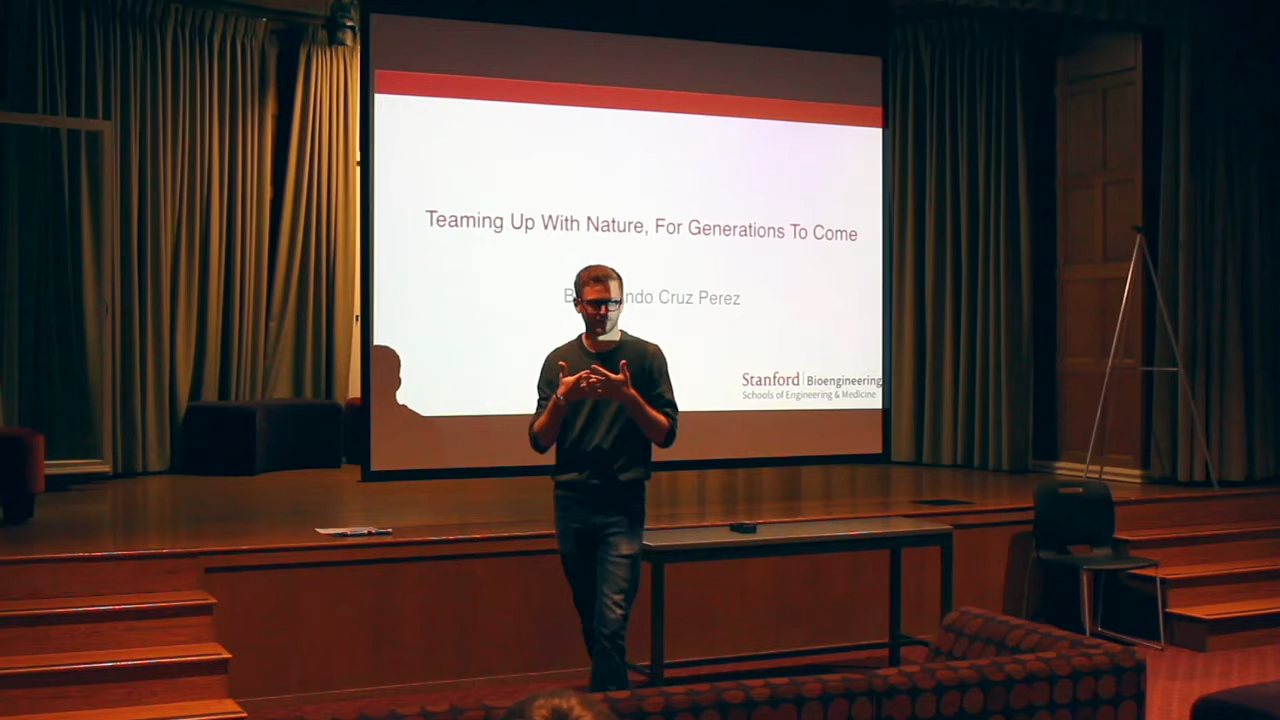 Teaming Up With Nature, For Generations To Come
Cruz Perez
Stanford Bioengineering
Schools of Engineering & Medicine